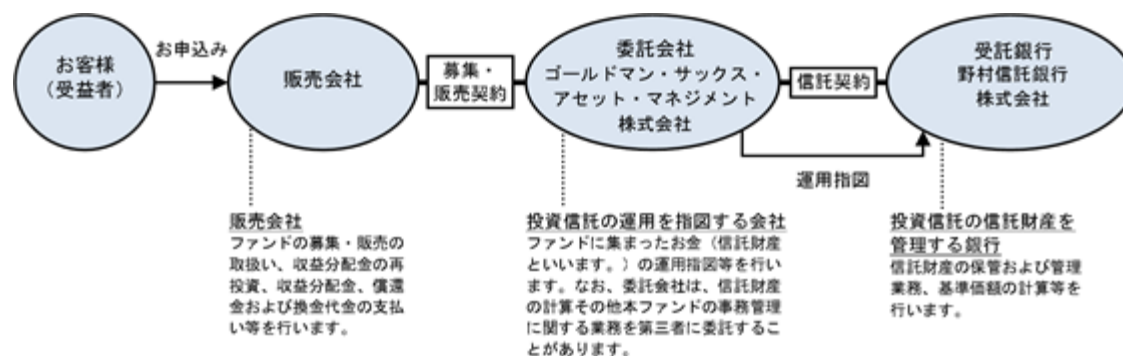 お客様
（受益者）
お申込み
販売会社
募集・
販売契約
委託会社
ゴールドマン・サックス・
アセット・マネジメント
株式会社
信託契約
受託銀行
野村信託銀行
株式会社
運用指図
販売会社
ファンドの募集・販売の
取扱い、収益分配金の再
投資、収益分配金、償還
金および換金代金の支払
い等を行います。
投資信託の運用を指図する会社
ファンドに集まったお金（信託財産
といいます。）の運用指図等を行い
ます。なお、委託会社は、信託財産
の計算その他本ファンドの事務管理
に関する業務を第三者に委託するこ
とがあります。
投資信託の信託財産を
管理する銀行
信託財産の保管および管理
業務、基準価額の計算等を
行います。